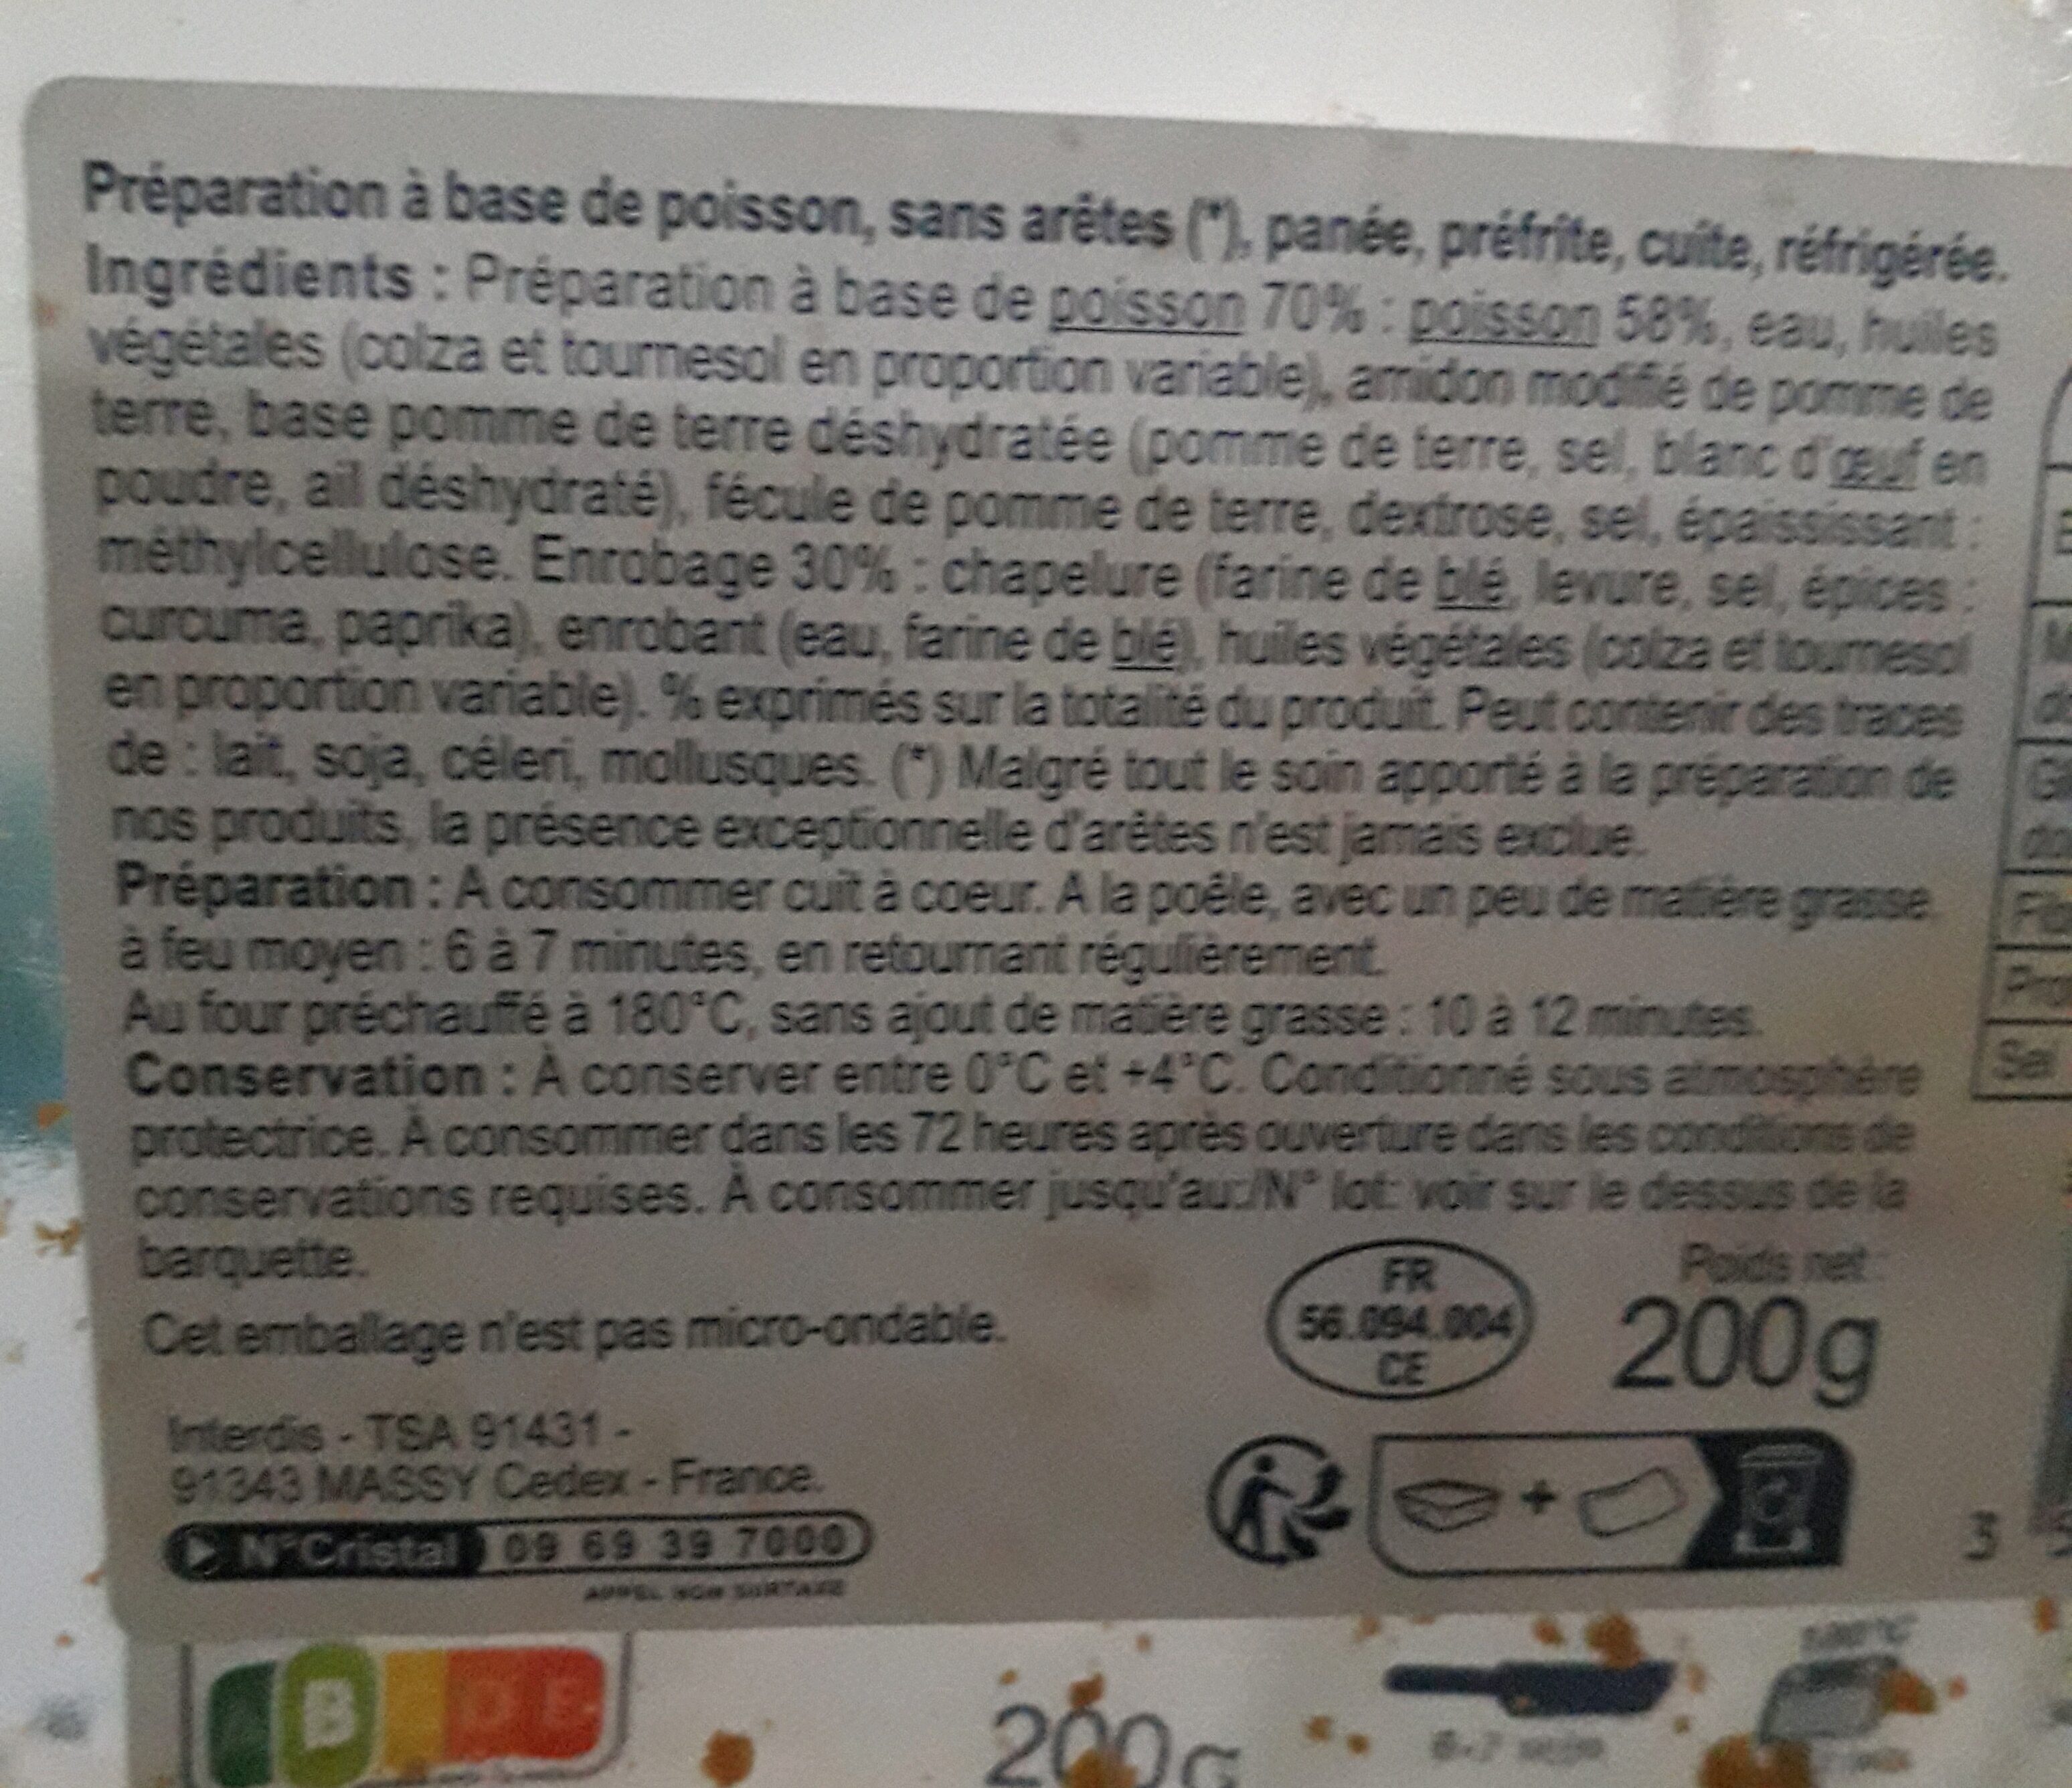 Préparation à base de poisson, sans arêtes (*), panée, préfrite, cuite, réfrigérée.
Ingrédients : Préparation à base de poisson 70% : poisson 58%, eau, huiles
végétales (colza et tournesol en proportion variable), amidon modifié de pomme de
terre, base pomme de terre déshydratée (pomme de terre, sel, blanc d'œuf en
poudre, ail déshydraté), fécule de pomme de terre, dextrose, sel, épaississant :
méthylcellulose. Enrobage 30% : chapelure (farine de blé, levure, sel, épices :
curcuma, paprika), enrobant (eau, farine de blé), huiles végétales (colza et tournesol
en proportion variable). % exprimés sur la totalité du produit. Peut contenir des traces
de : lait, soja, céleri, mollusques. (*) Malgré tout le soin apporté à la préparation de
nos produits, la présence exceptionnelle d'arêtes n'est jamais exclue.
Préparation : A consommer cuit à coeur. A la poêle, avec un peu de matière grasse
à feu moyen : 6 à 7 minutes, en retournant régulièrement.
Au four préchauffé à 180°C, sans ajout de matière grasse : 10 à 12 minutes.
Conservation : À conserver entre 0°C et +4°C. Conditionné sous atmosphère
protectrice. À consommer dans les 72 heures après ouverture dans les conditions de
conservations requises. À consommer jusqu'au:/N° lot: voir sur le dessus de la
barquette.
Cet emballage n'est pas micro-ondable.
FR
56.094.004
CE
Poids net :
200g
Interdis - TSA 91431 -
91343 MASSY Cedex - France.
N°Cristal 09 69 39 7000
APPEL NON SURTAXÉ
Sel
3
B D E
200g
6-7 min